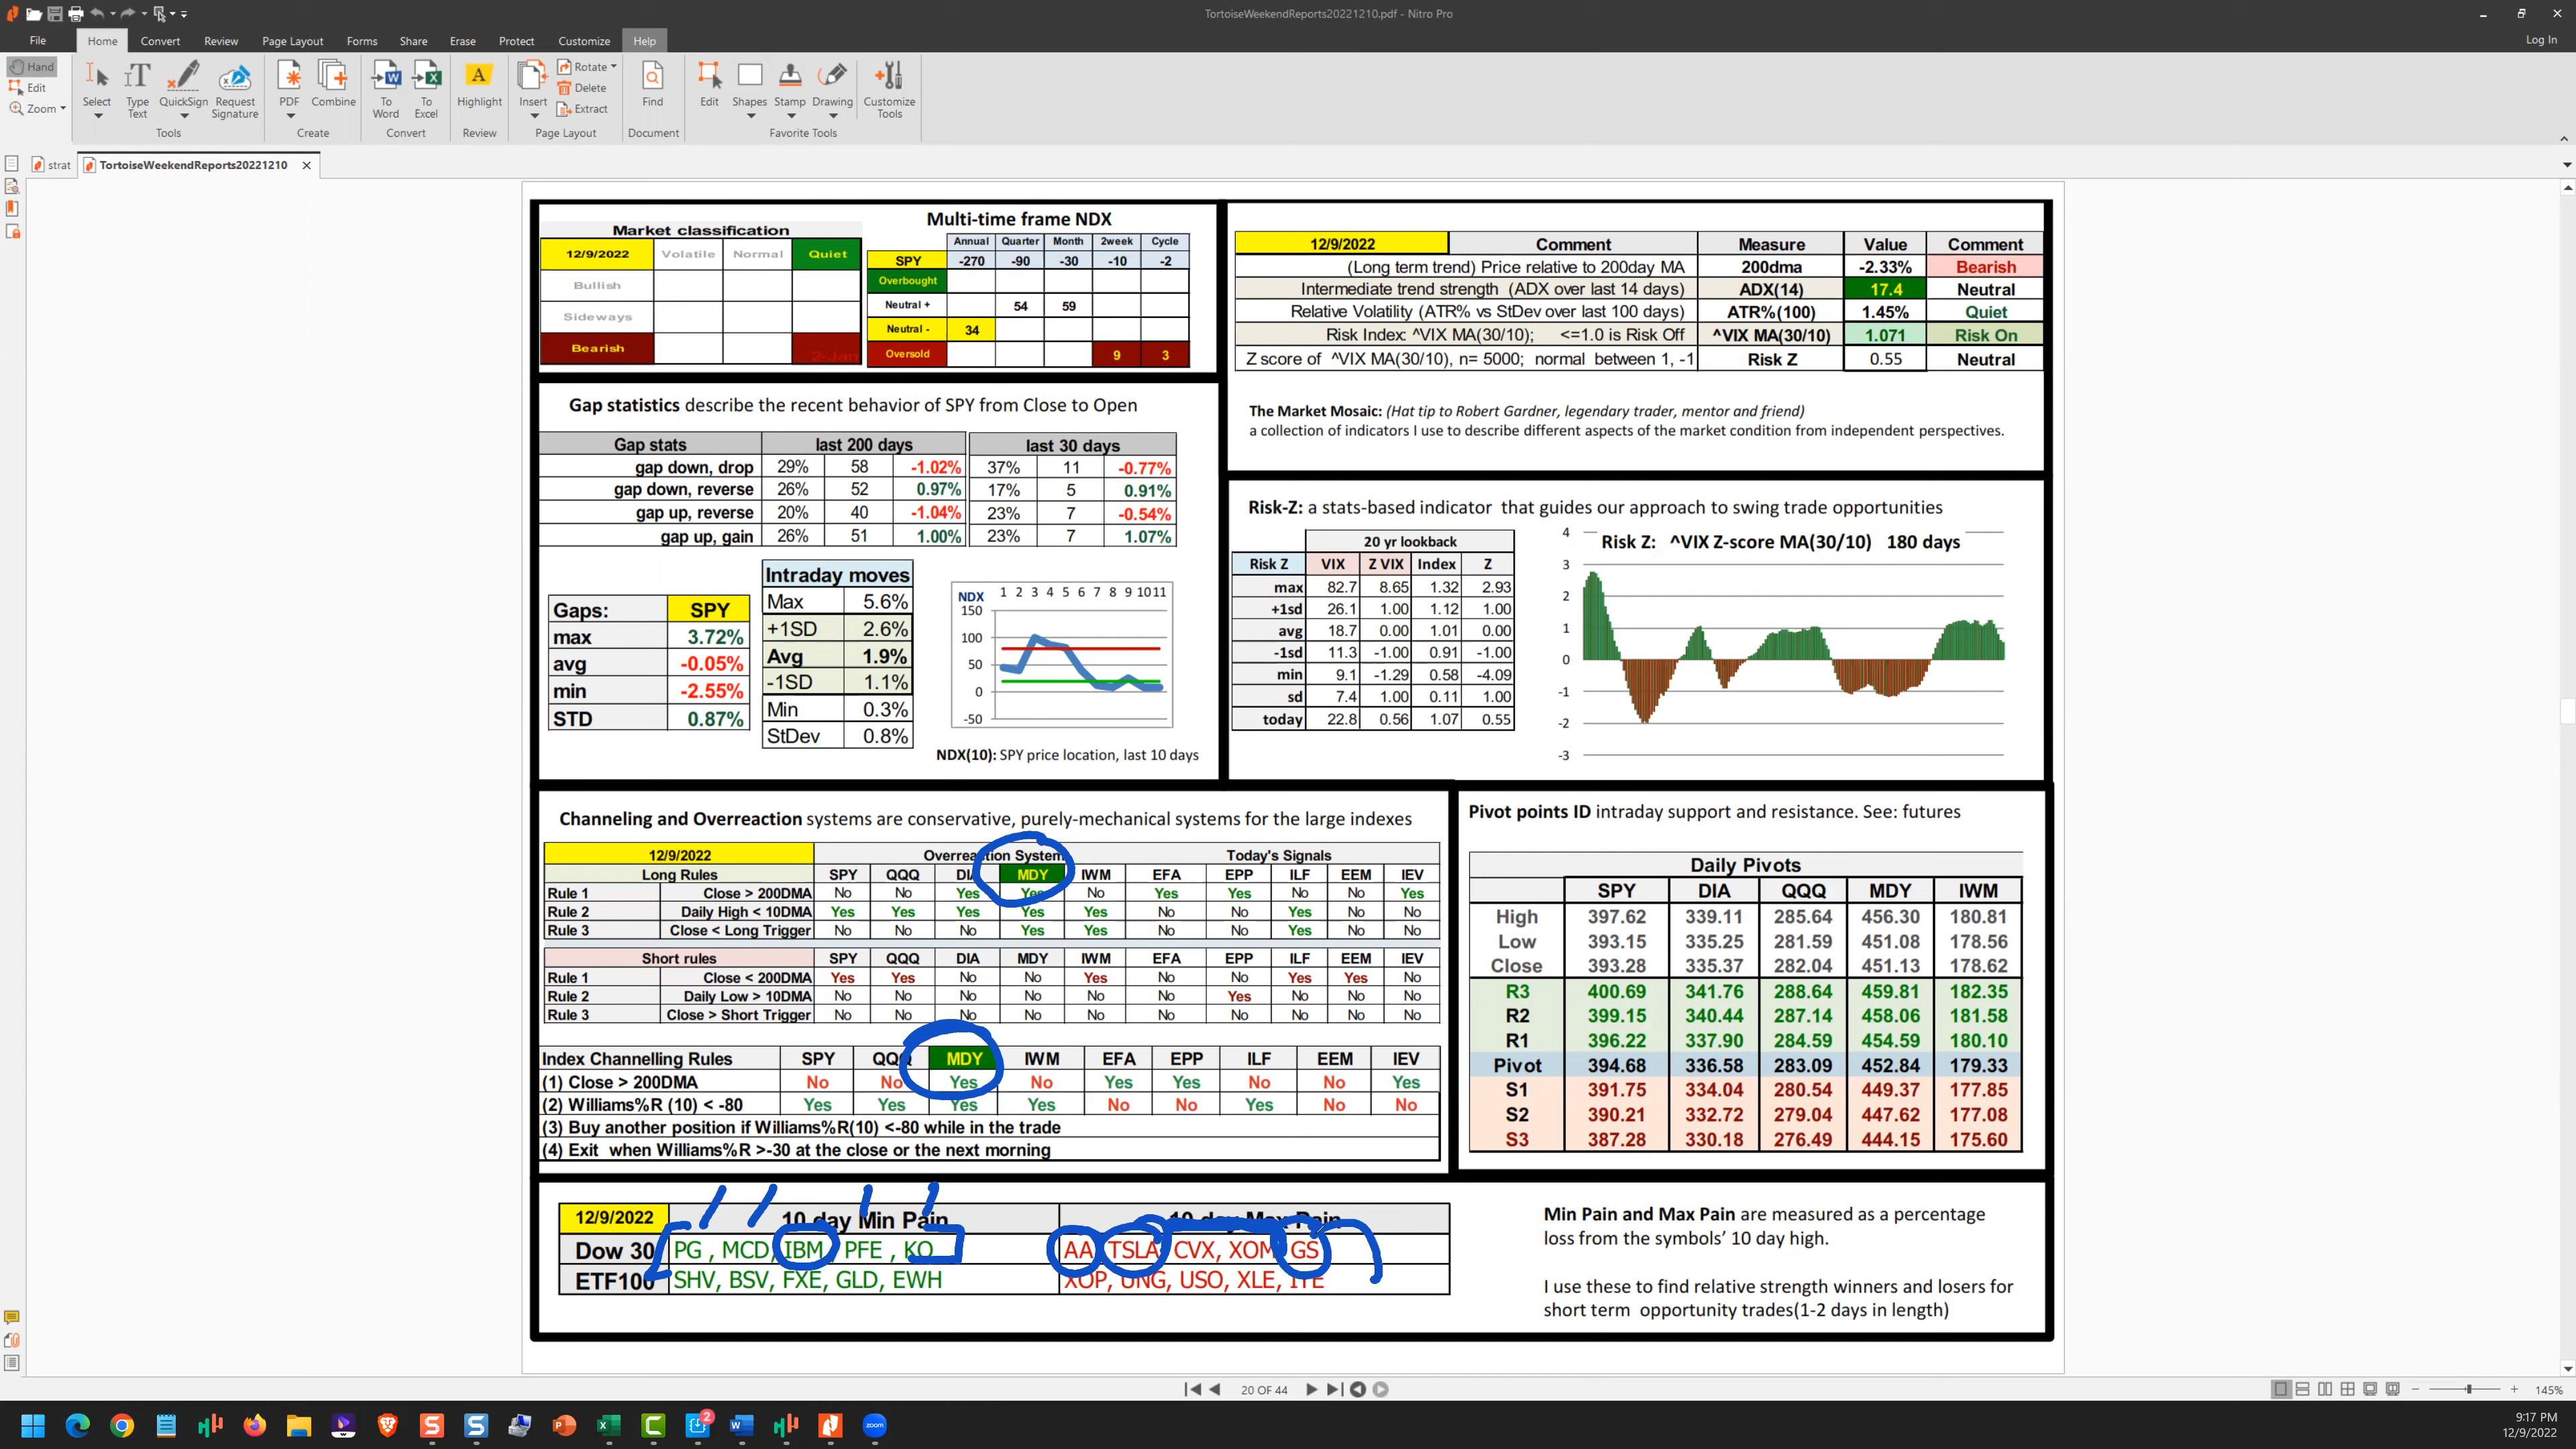 TortoiseWeekendReports20221210.pdf - Nitro Pro
File Home Convert Review Page Layout Forms Share Erase Protect Customize Help Log In
Hand
Edit
Zoom
Select Type Text QuickSign Request Signature PDF Combine To Word To Excel Highlight Insert Rotate Delete Extract Find Edit Shapes Stamp Drawing Customize Tools
Tools Create Convert Review Page Layout Document Favorite Tools
strat TortoiseWeekendReports20221210
Market classification
12/9/2022 Volatile Normal Quiet
Bullish
Sideways
Bearish 2-Jan
Multi-time frame NDX
Annual Quarter Month 2week Cycle
SPY -270 -90 -30 -10 -2
Overbought
Neutral + 54 59
Neutral - 34
Oversold 9 3
12/9/2022 Comment Measure Value Comment
(Long term trend) Price relative to 200day MA 200dma -2.33% Bearish
Intermediate trend strength (ADX over last 14 days) ADX(14) 17.4 Neutral
Relative Volatility (ATR% vs StDev over last 100 days) ATR%(100) 1.45% Quiet
Risk Index: ^VIX MA(30/10); <=1.0 is Risk Off ^VIX MA(30/10) 1.071 Risk On
Z score of ^VIX MA(30/10), n= 5000; normal between 1, -1 Risk Z 0.55 Neutral
The Market Mosaic: (Hat tip to Robert Gardner, legendary trader, mentor and friend)
a collection of indicators I use to describe different aspects of the market condition from independent perspectives.
Gap statistics describe the recent behavior of SPY from Close to Open
Gap stats last 200 days last 30 days
gap down, drop 29% 58 -1.02% 37% 11 -0.77%
gap down, reverse 26% 52 0.97% 17% 5 0.91%
gap up, reverse 20% 40 -1.04% 23% 7 -0.54%
gap up, gain 26% 51 1.00% 23% 7 1.07%
Gaps: SPY
max 3.72%
avg -0.05%
min -2.55%
STD 0.87%
Intraday moves
Max 5.6%
+1SD 2.6%
Avg 1.9%
-1SD 1.1%
Min 0.3%
StDev 0.8%
NDX 1 2 3 4 5 6 7 8 9 10 11
150
100
50
0
-50
NDX(10): SPY price location, last 10 days
Risk-Z: a stats-based indicator that guides our approach to swing trade opportunities
20 yr lookback
Risk Z VIX Z VIX Index Z
max 82.7 8.65 1.32 2.93
+1sd 26.1 1.00 1.12 1.00
avg 18.7 0.00 1.01 0.00
-1sd 11.3 -1.00 0.91 -1.00
min 9.1 -1.29 0.58 -4.09
sd 7.4 1.00 0.11 1.00
today 22.8 0.56 1.07 0.55
Risk Z: ^VIX Z-score MA(30/10) 180 days
4
3
2
1
0
-1
-2
-3
Channeling and Overreaction systems are conservative, purely-mechanical systems for the large indexes
12/9/2022 Overreaction System Today's Signals
Long Rules SPY QQQ DIA MDY IWM EFA EPP ILF EEM IEV
Rule 1 Close > 200DMA No No Yes Yes No Yes Yes No No Yes
Rule 2 Daily High < 10DMA Yes Yes Yes Yes Yes No No Yes No No
Rule 3 Close < Long Trigger No No No Yes Yes No No Yes No No
Short rules SPY QQQ DIA MDY IWM EFA EPP ILF EEM IEV
Rule 1 Close < 200DMA Yes Yes No No Yes No No Yes Yes No
Rule 2 Daily Low > 10DMA No No No No No No Yes No No No
Rule 3 Close > Short Trigger No No No No No No No No No No
Index Channelling Rules SPY QQQ MDY IWM EFA EPP ILF EEM IEV
(1) Close > 200DMA No No Yes No Yes Yes No No Yes
(2) Williams%R (10) < -80 Yes Yes Yes Yes No No Yes No No
(3) Buy another position if Williams%R(10) <-80 while in the trade
(4) Exit when Williams%R >-30 at the close or the next morning
Pivot points ID intraday support and resistance. See: futures
Daily Pivots
SPY DIA QQQ MDY IWM
High 397.62 339.11 285.64 456.30 180.81
Low 393.15 335.25 281.59 451.08 178.56
Close 393.28 335.37 282.04 451.13 178.62
R3 400.69 341.76 288.64 459.81 182.35
R2 399.15 340.44 287.14 458.06 181.58
R1 396.22 337.90 284.59 454.59 180.10
Pivot 394.68 336.58 283.09 452.84 179.33
S1 391.75 334.04 280.54 449.37 177.85
S2 390.21 332.72 279.04 447.62 177.08
S3 387.28 330.18 276.49 444.15 175.60
12/9/2022 10 day Min Pain 10 day Max Pain
Dow 30 PG , MCD, IBM, PFE , KO AA, TSLA, CVX, XOM, GS
ETF100 SHV, BSV, FXE, GLD, EWH XOP, UNG, USO, XLE,
Min Pain and Max Pain are measured as a percentage
loss from the symbols' 10 day high.
I use these to find relative strength winners and losers for
short term opportunity trades(1-2 days in length)
20 OF 44
145%
2
zoom
9:17 PM
12/9/2022